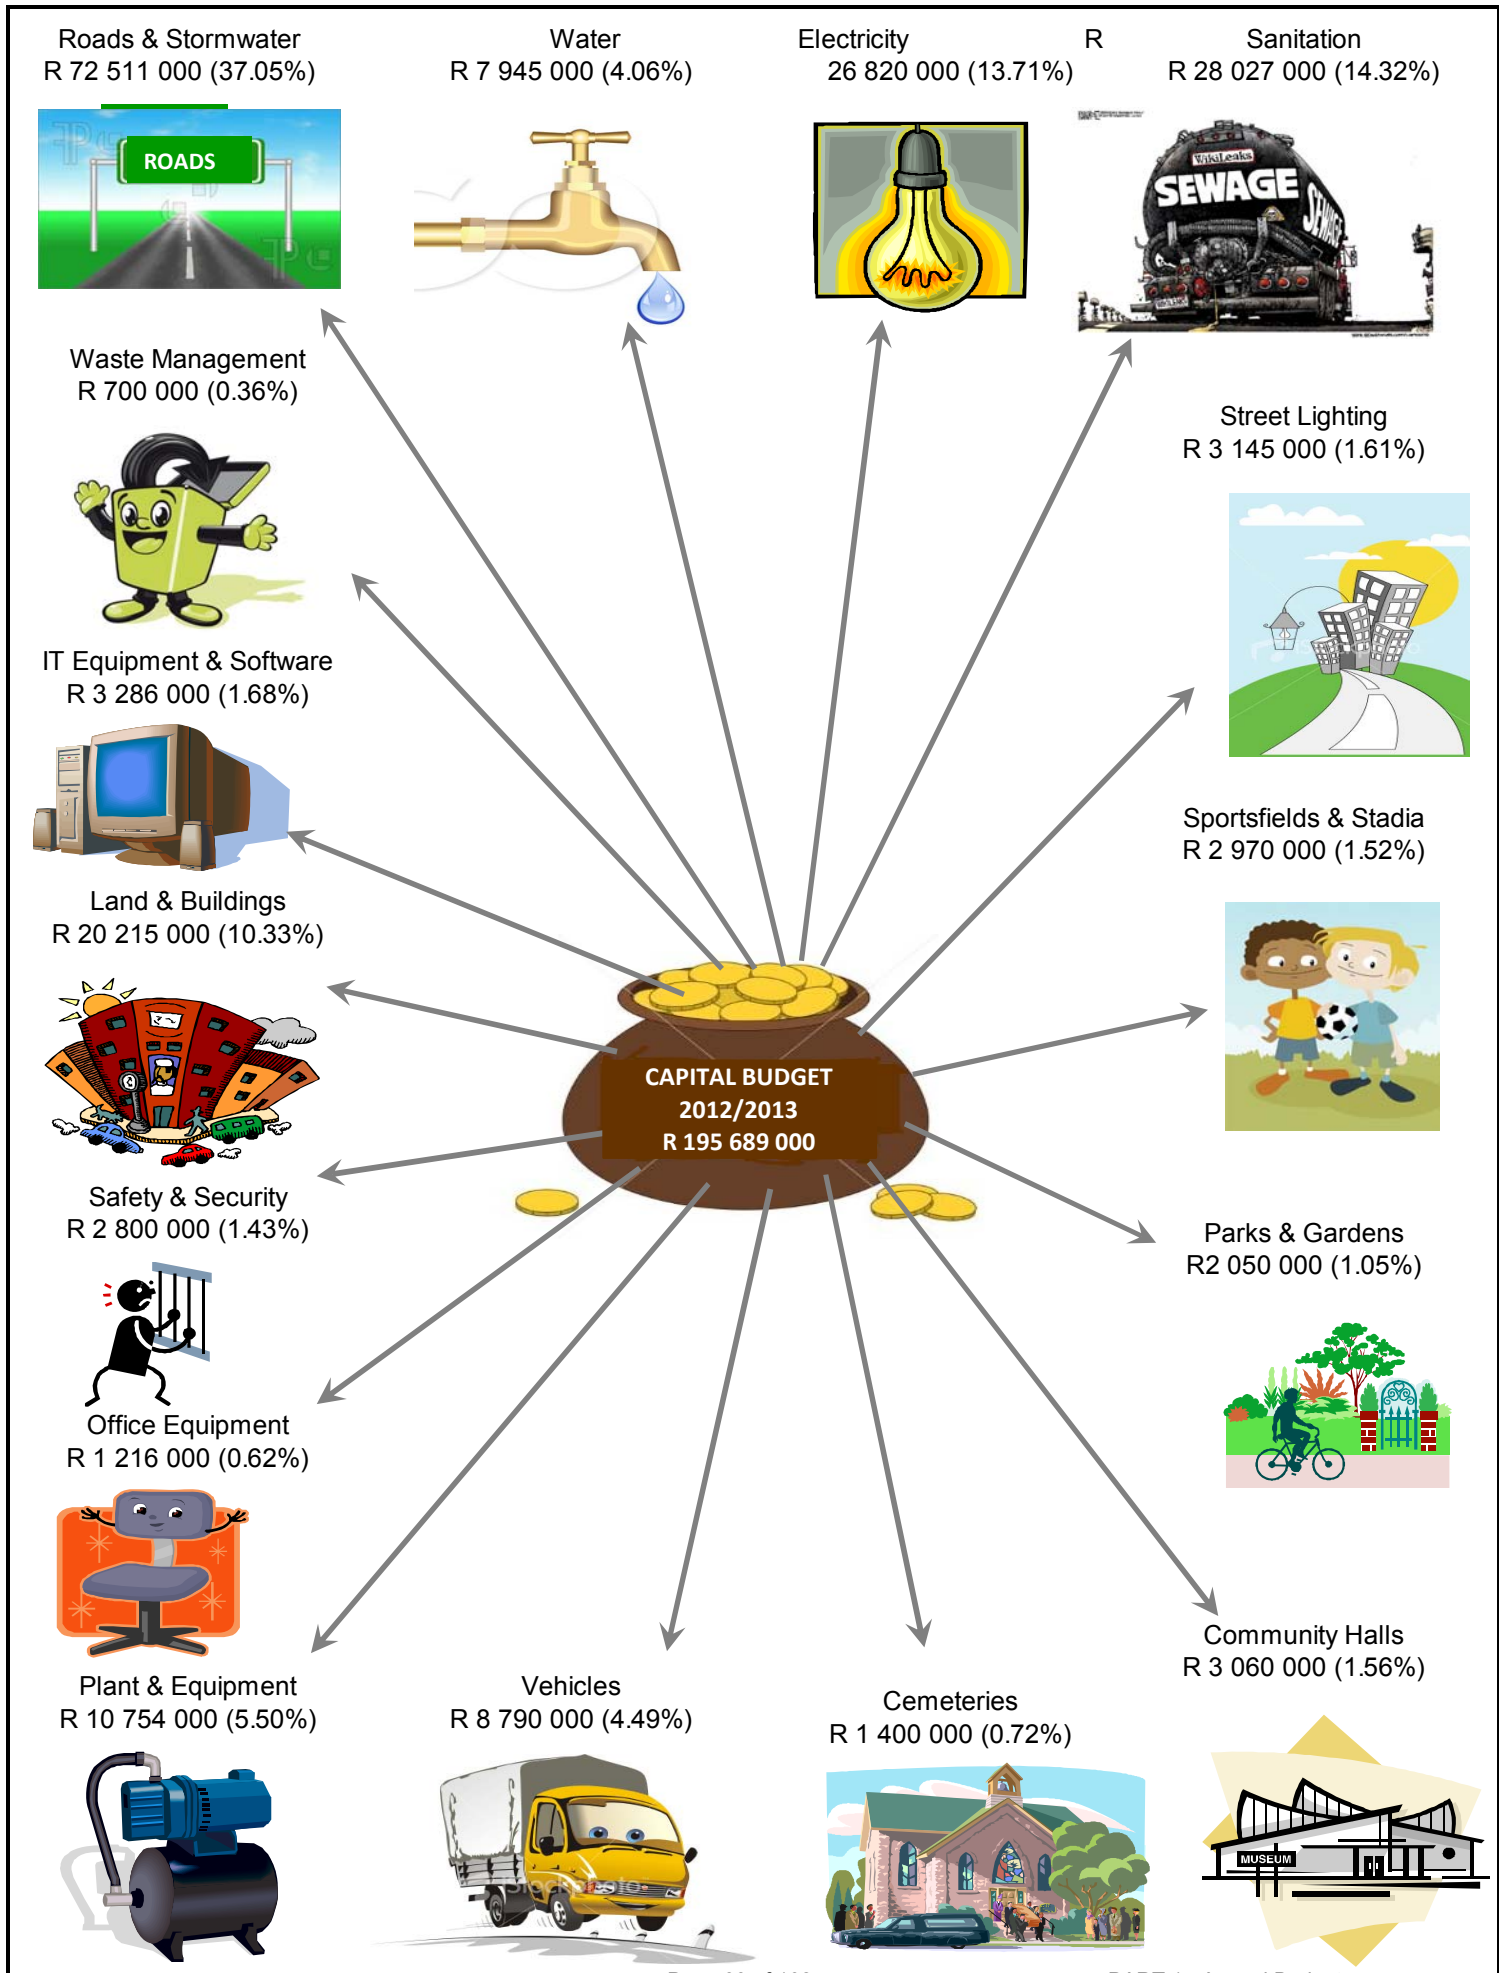 Roads & Stormwater
R 72 511 000 (37.05%)
Water
R 7 945 000 (4.06%)
Electricity R
26 820 000 (13.71%)
Sanitation
R 28 027 000 (14.32%)
ROADS
WikiLeaks
SEWAGE
SEWAGE
Waste Management
R 700 000 (0.36%)
Street Lighting
R 3 145 000 (1.61%)
IT Equipment & Software
R 3 286 000 (1.68%)
Sportsfields & Stadia
R 2 970 000 (1.52%)
Land & Buildings
R 20 215 000 (10.33%)
CAPITAL BUDGET
2012/2013
R 195 689 000
Safety & Security
R 2 800 000 (1.43%)
Parks & Gardens
R2 050 000 (1.05%)
Office Equipment
R 1 216 000 (0.62%)
Community Halls
R 3 060 000 (1.56%)
Plant & Equipment
R 10 754 000 (5.50%)
Vehicles
R 8 790 000 (4.49%)
Cemeteries
R 1 400 000 (0.72%)
MUSEUM
iStockphoto